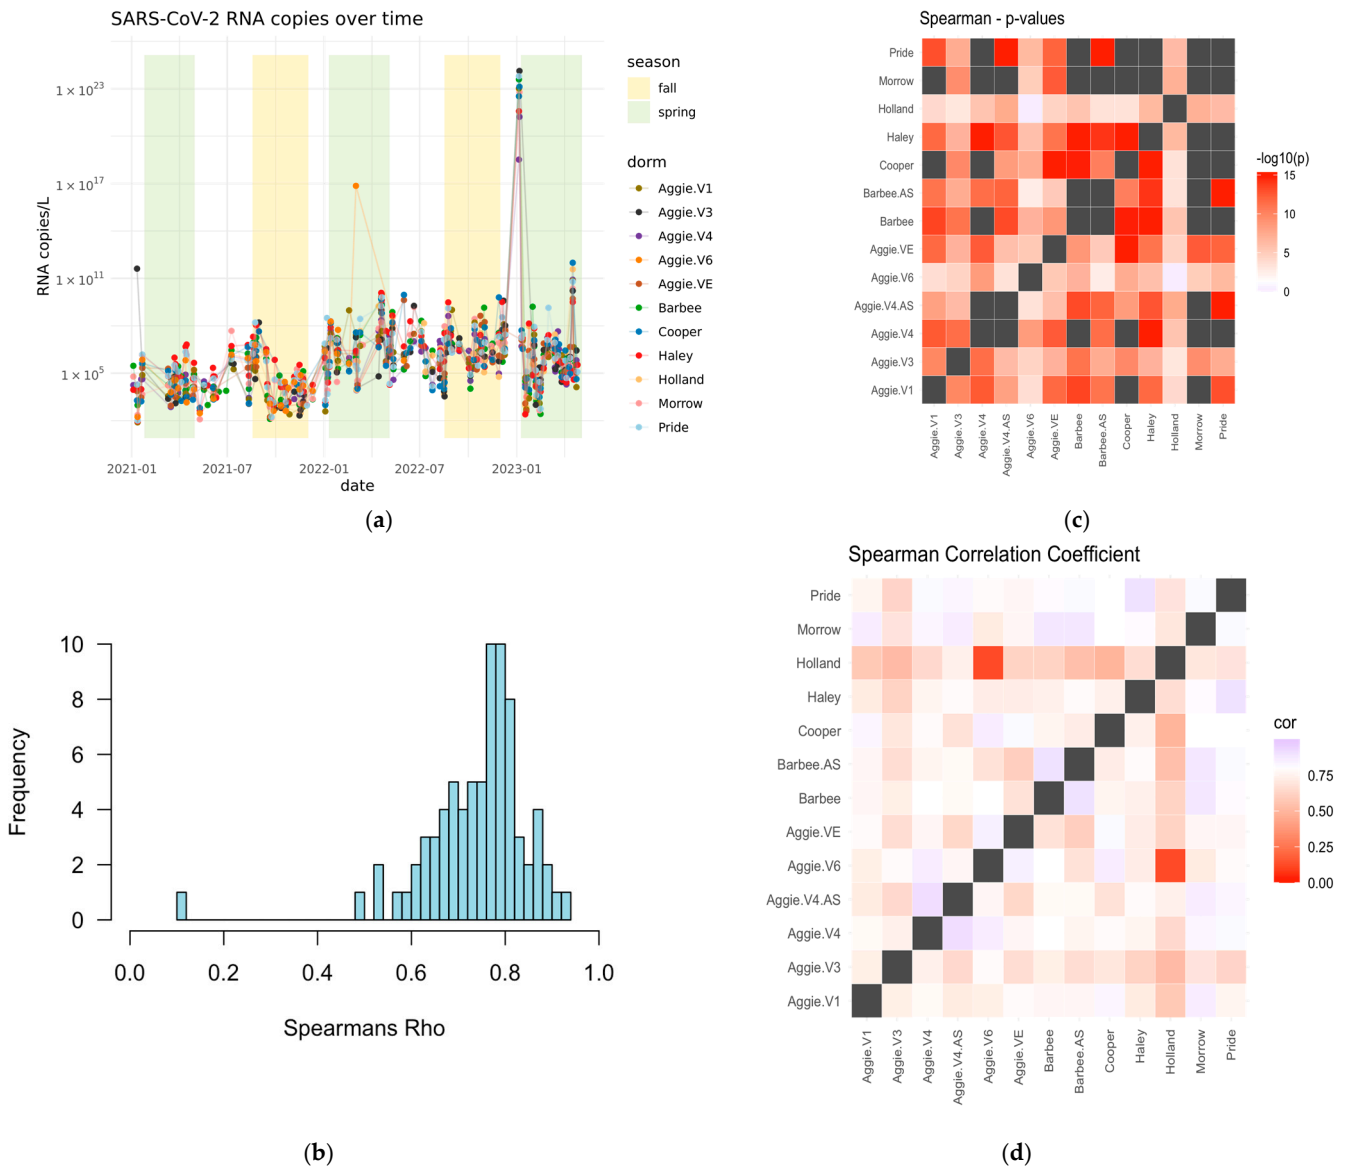 SARS-CoV-2 RNA copies over time
RNA copies/L
1 × 10^23
1 × 10^17
1 × 10^11
1 × 10^5
2021-01
2021-07
2022-01
2022-07
2023-01
date
season
fall
spring
dorm
Aggie.V1
Aggie.V3
Aggie.V4
Aggie.V6
Aggie.VE
Barbee
Cooper
Haley
Holland
Morrow
Pride
(a)
Spearman - p-values
Pride
Morrow
Holland
Haley
Cooper
Barbee.AS
Barbee
Aggie.VE
Aggie.V6
Aggie.V4.AS
Aggie.V4
Aggie.V3
Aggie.V1
Aggie.V1
Aggie.V3
Aggie.V4
Aggie.V4.AS
Aggie.V6
Aggie.VE
Barbee
Barbee.AS
Cooper
Haley
Holland
Morrow
Pride
-log10(p)
15
10
5
0
(c)
Frequency
10
8
6
4
2
0
0.0
0.2
0.4
0.6
0.8
1.0
Spearmans Rho
(b)
Spearman Correlation Coefficient
Pride
Morrow
Holland
Haley
Cooper
Barbee.AS
Barbee
Aggie.VE
Aggie.V6
Aggie.V4.AS
Aggie.V4
Aggie.V3
Aggie.V1
Aggie.V1
Aggie.V3
Aggie.V4
Aggie.V4.AS
Aggie.V6
Aggie.VE
Barbee
Barbee.AS
Cooper
Haley
Holland
Morrow
Pride
cor
0.75
0.50
0.25
0.00
(d)